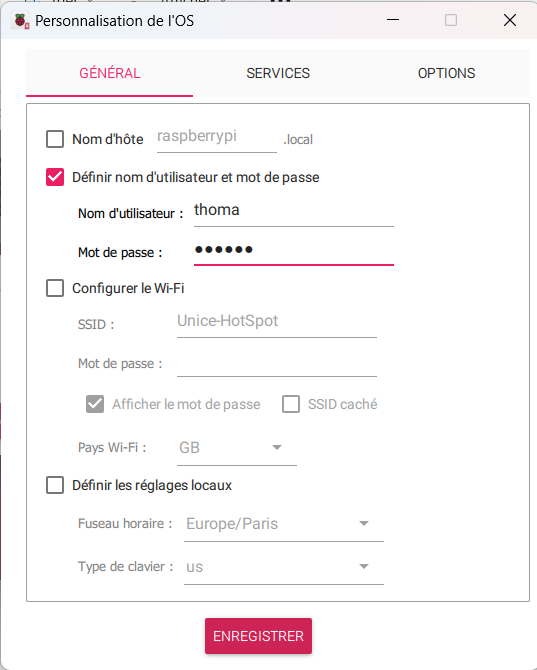 Personnalisation de l'OS
GÉNÉRAL SERVICES OPTIONS
Nom d'hôte raspberrypi .local
Définir nom d'utilisateur et mot de passe
Nom d'utilisateur : thoma
Mot de passe : ●●●●●●
Configurer le Wi-Fi
SSID : Unice-HotSpot
Mot de passe :
Afficher le mot de passe SSID caché
Pays Wi-Fi : GB
Définir les réglages locaux
Fuseau horaire : Europe/Paris
Type de clavier : us
ENREGISTRER